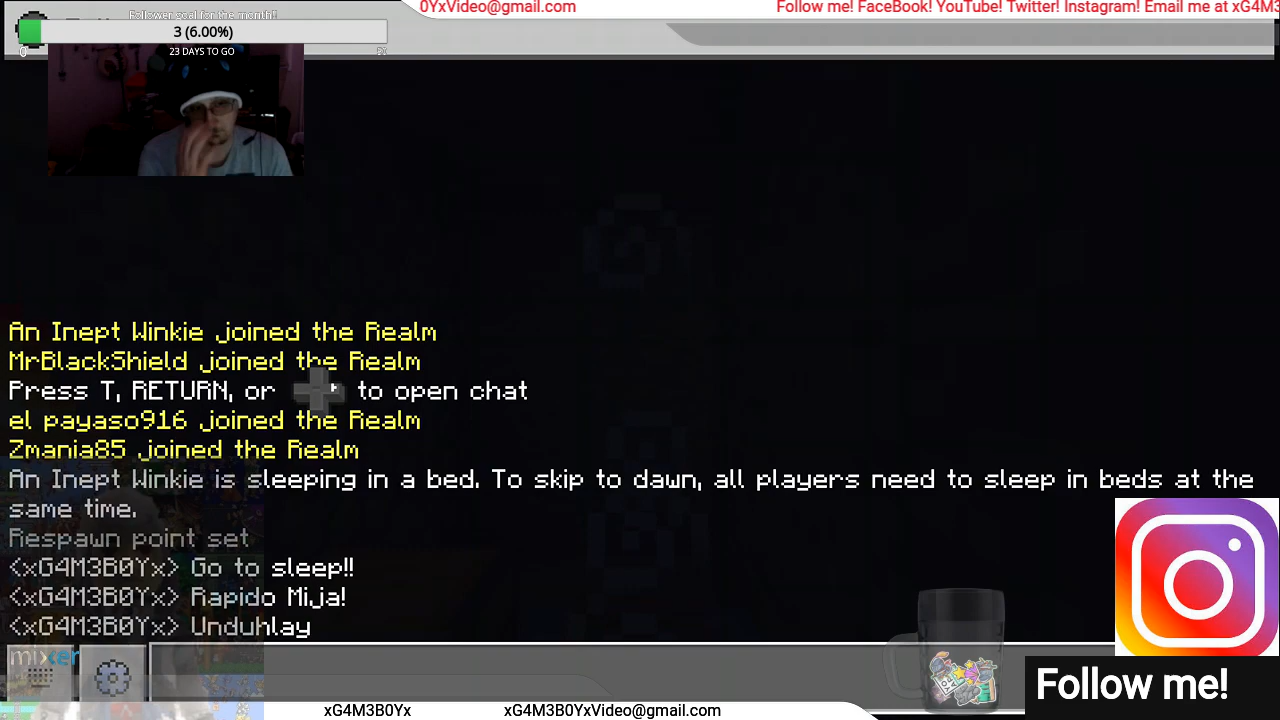 Follower goal for the month!!
0YxVideo@gmail.com
Follow me! FaceBook! YouTube! Twitter! Instagram! Email me at xG4M3
3 (6.00%)
0
23 DAYS TO GO
An Inept Winkie joined the Realm
MrBlackShield joined the Realm
Press T, RETURN, or to open chat
el payaso916 joined the Realm
Zmania85 joined the Realm
An Inept Winkie is sleeping in a bed. To skip to dawn, all players need to sleep in beds at the
same time.
Respawn point set
<xG4M3B0Yx> Go to sleep!!
<xG4M3B0Yx> Rapido Mija!
<xG4M3B0Yx> Unduhlay
mixer
Follow me!
xG4M3B0Yx
xG4M3B0YxVideo@gmail.com